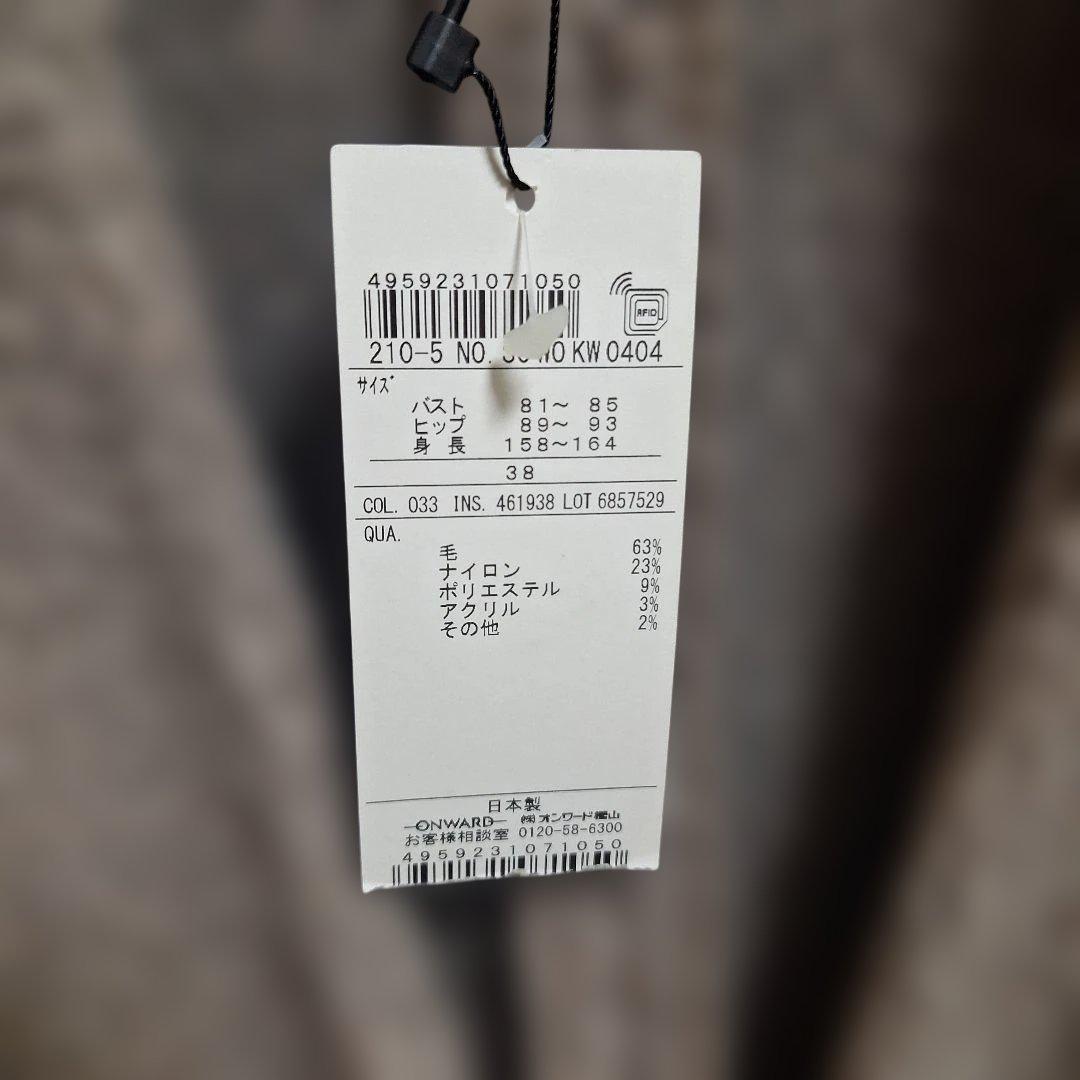 4959231071050
RFID
210-5 NO. KW0404
サイズ
バスト 81～ 85
ヒップ 89～ 93
身 長 158～164
38
COL. 033 INS. 461938 LOT 6857529
QUA.
毛 63%
ナイロン 23%
ポリエステル 9%
アクリル 3%
その他 2%
日本製
ONWARD ㈱オンワード樫山
お客様相談室 0120-58-6300
4959231071050